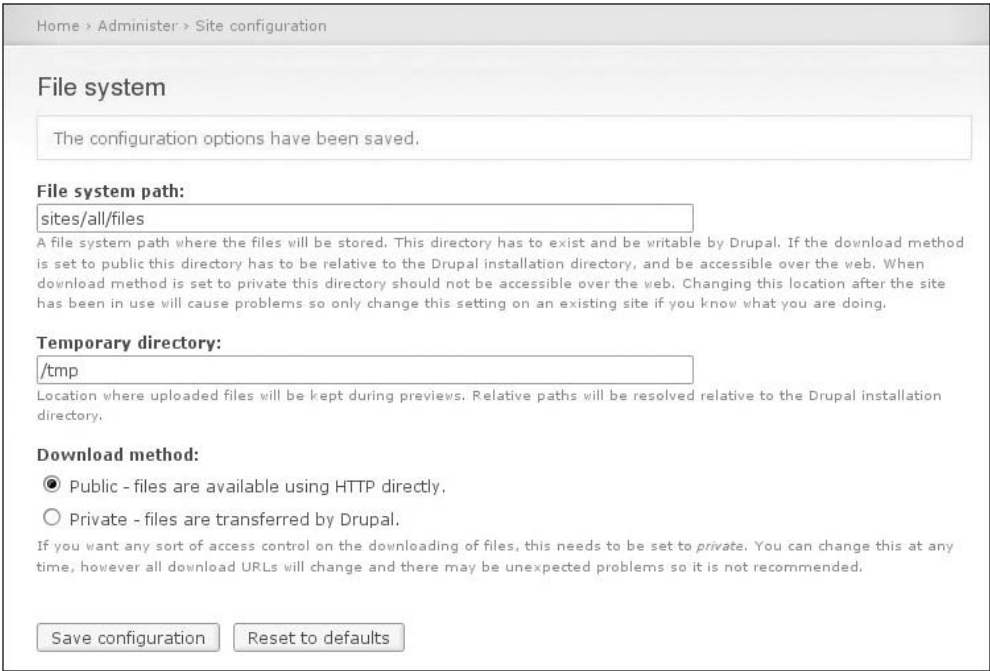 Home › Administer › Site configuration
File system
The configuration options have been saved.
File system path:
sites/all/files
A file system path where the files will be stored. This directory has to exist and be writable by Drupal. If the download method
is set to public this directory has to be relative to the Drupal installation directory, and be accessible over the web. When
download method is set to private this directory should not be accessible over the web. Changing this location after the site
has been in use will cause problems so only change this setting on an existing site if you know what you are doing.
Temporary directory:
/tmp
Location where uploaded files will be kept during previews. Relative paths will be resolved relative to the Drupal installation
directory.
Download method:
Public - files are available using HTTP directly.
Private - files are transferred by Drupal.
If you want any sort of access control on the downloading of files, this needs to be set to private. You can change this at any
time, however all download URLs will change and there may be unexpected problems so it is not recommended.
Save configuration Reset to defaults